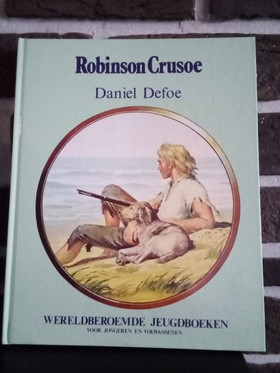 Robinson Crusoe
Daniel Defoe
WERELDBEROEMDE JEUGDBOEKEN
VOOR JONGEREN EN VOLWASSENEN